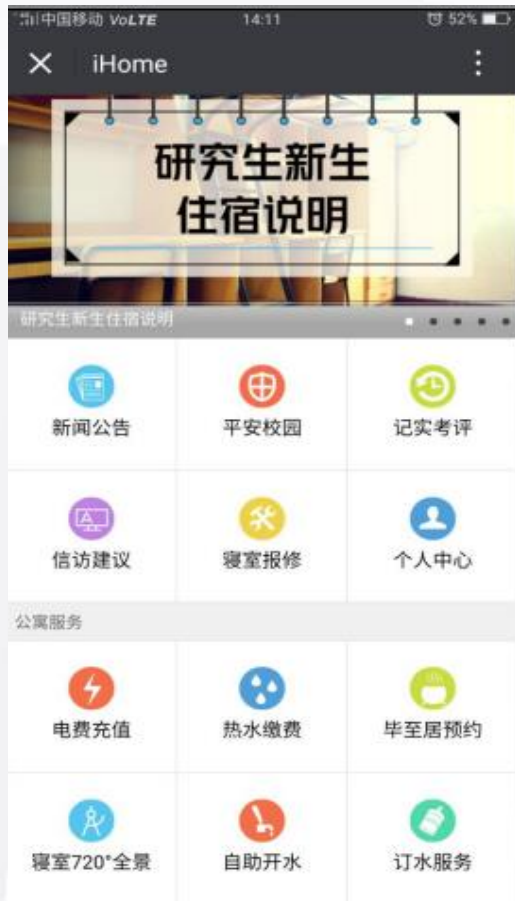 中国移动 VoLTE 14:11 52%
iHome
研究生新生
住宿说明
研究生新生住宿说明
新闻公告 平安校园 记实考评
信访建议 寝室报修 个人中心
公寓服务
电费充值 热水缴费 毕至居预约
寝室720°全景 自助开水 订水服务